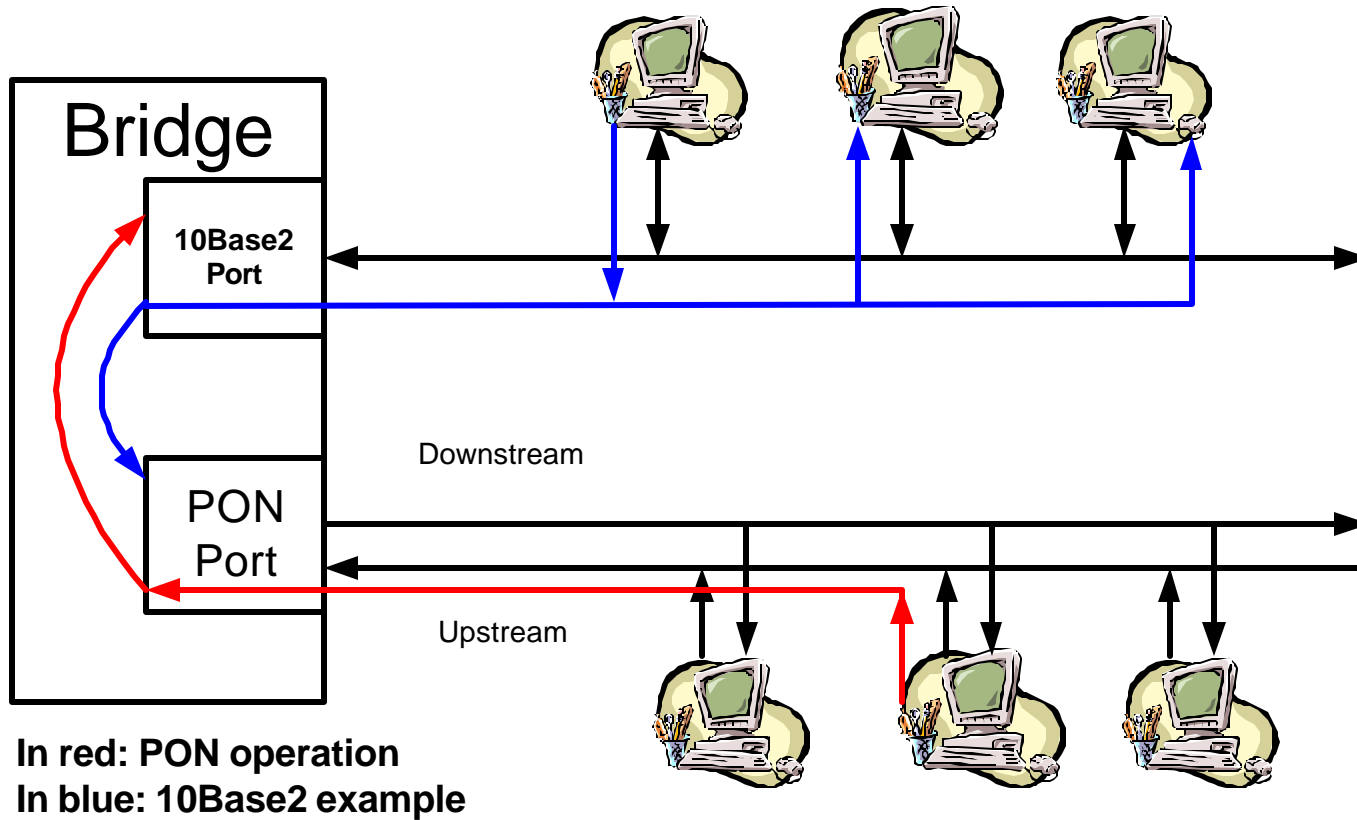 Bridge
10Base2
Port
Downstream
PON
Port
Upstream
In red: PON operation
In blue: 10Base2 example